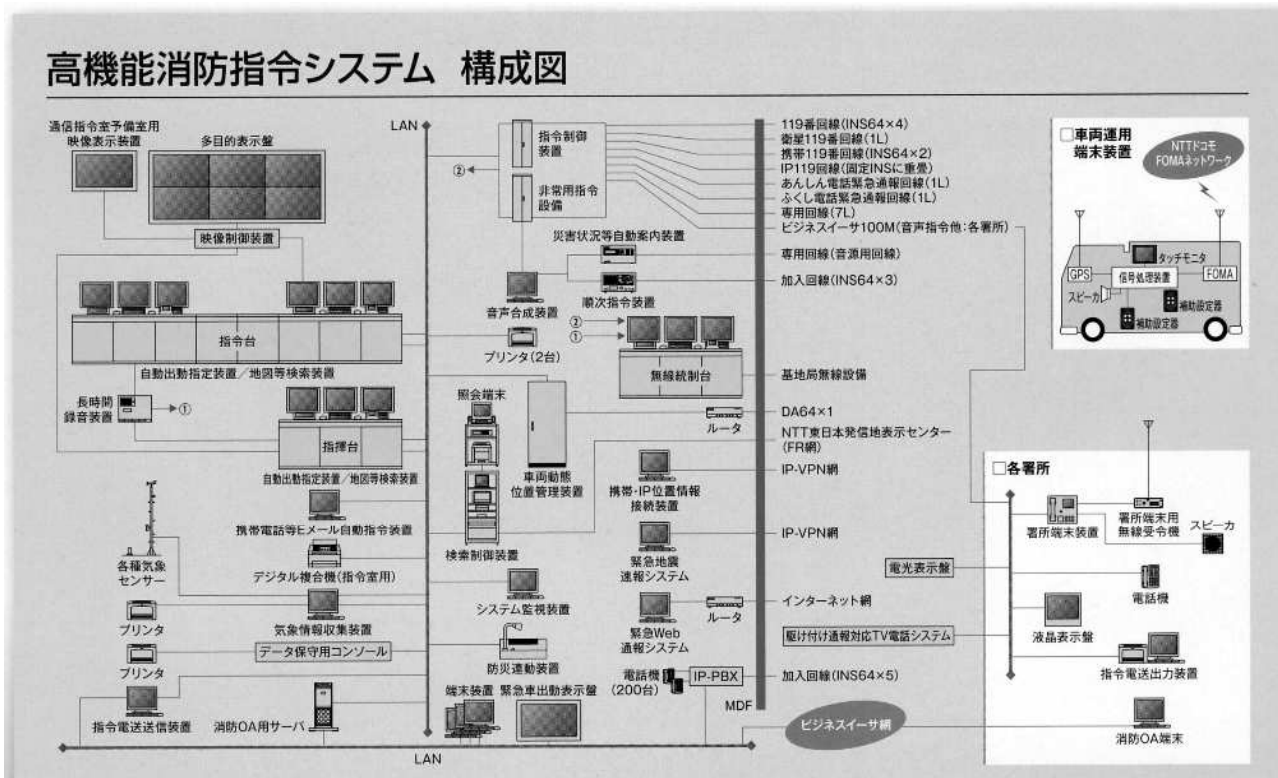 高機能消防指令システム 構成図
通信指令室予備室用
映像表示装置
多目的表示盤
映像制御装置
指令台
自動出動指定装置/地図等検索装置
長時間
録音装置
①
指揮台
自動出動指定装置/地図等検索装置
携帯電話等Eメール自動指令装置
各種気象
センサー
デジタル複合機(指令室用)
プリンタ
気象情報収集装置
プリンタ
データ保守用コンソール
指令電送送信装置
消防OA用サーバ
LAN
LAN
②
指令制御
装置
非常用指令
設備
災害状況等自動案内装置
音声合成装置
順次指令装置
プリンタ(2台)
②
①
無線統制台
照会端末
車両動態
位置管理装置
検索制御装置
ルータ
携帯・IP位置情報
接続装置
緊急地震
速報システム
システム監視装置
緊急Web
通報システム
ルータ
防災連動装置
電話機
(200台)
IP-PBX
端末装置
緊急車出動表示盤
MDF
119番回線(INS64×4)
衛星119番回線(1L)
携帯119番回線(INS64×2)
IP119回線(固定INSに重畳)
あんしん電話緊急通報回線(1L)
ふくし電話緊急通報回線(1L)
専用回線(7L)
ビジネスイーサ100M(音声指令他:各署所)
専用回線(音源用回線)
加入回線(INS64×3)
基地局無線設備
DA64×1
NTT東日本発信地表示センター
(FR網)
IP-VPN網
IP-VPN網
インターネット網
加入回線(INS64×5)
ビジネスイーサ網
□車両運用
端末装置
NTTドコモ
FOMAネットワーク
タッチモニタ
GPS
信号処理装置
FOMA
スピーカ
補助設定器
補助設定器
□各署所
署所端末装置
署所端末用
無線受令機
スピーカ
電光表示盤
電話機
液晶表示盤
駆け付け通報対応TV電話システム
指令電送出力装置
消防OA端末